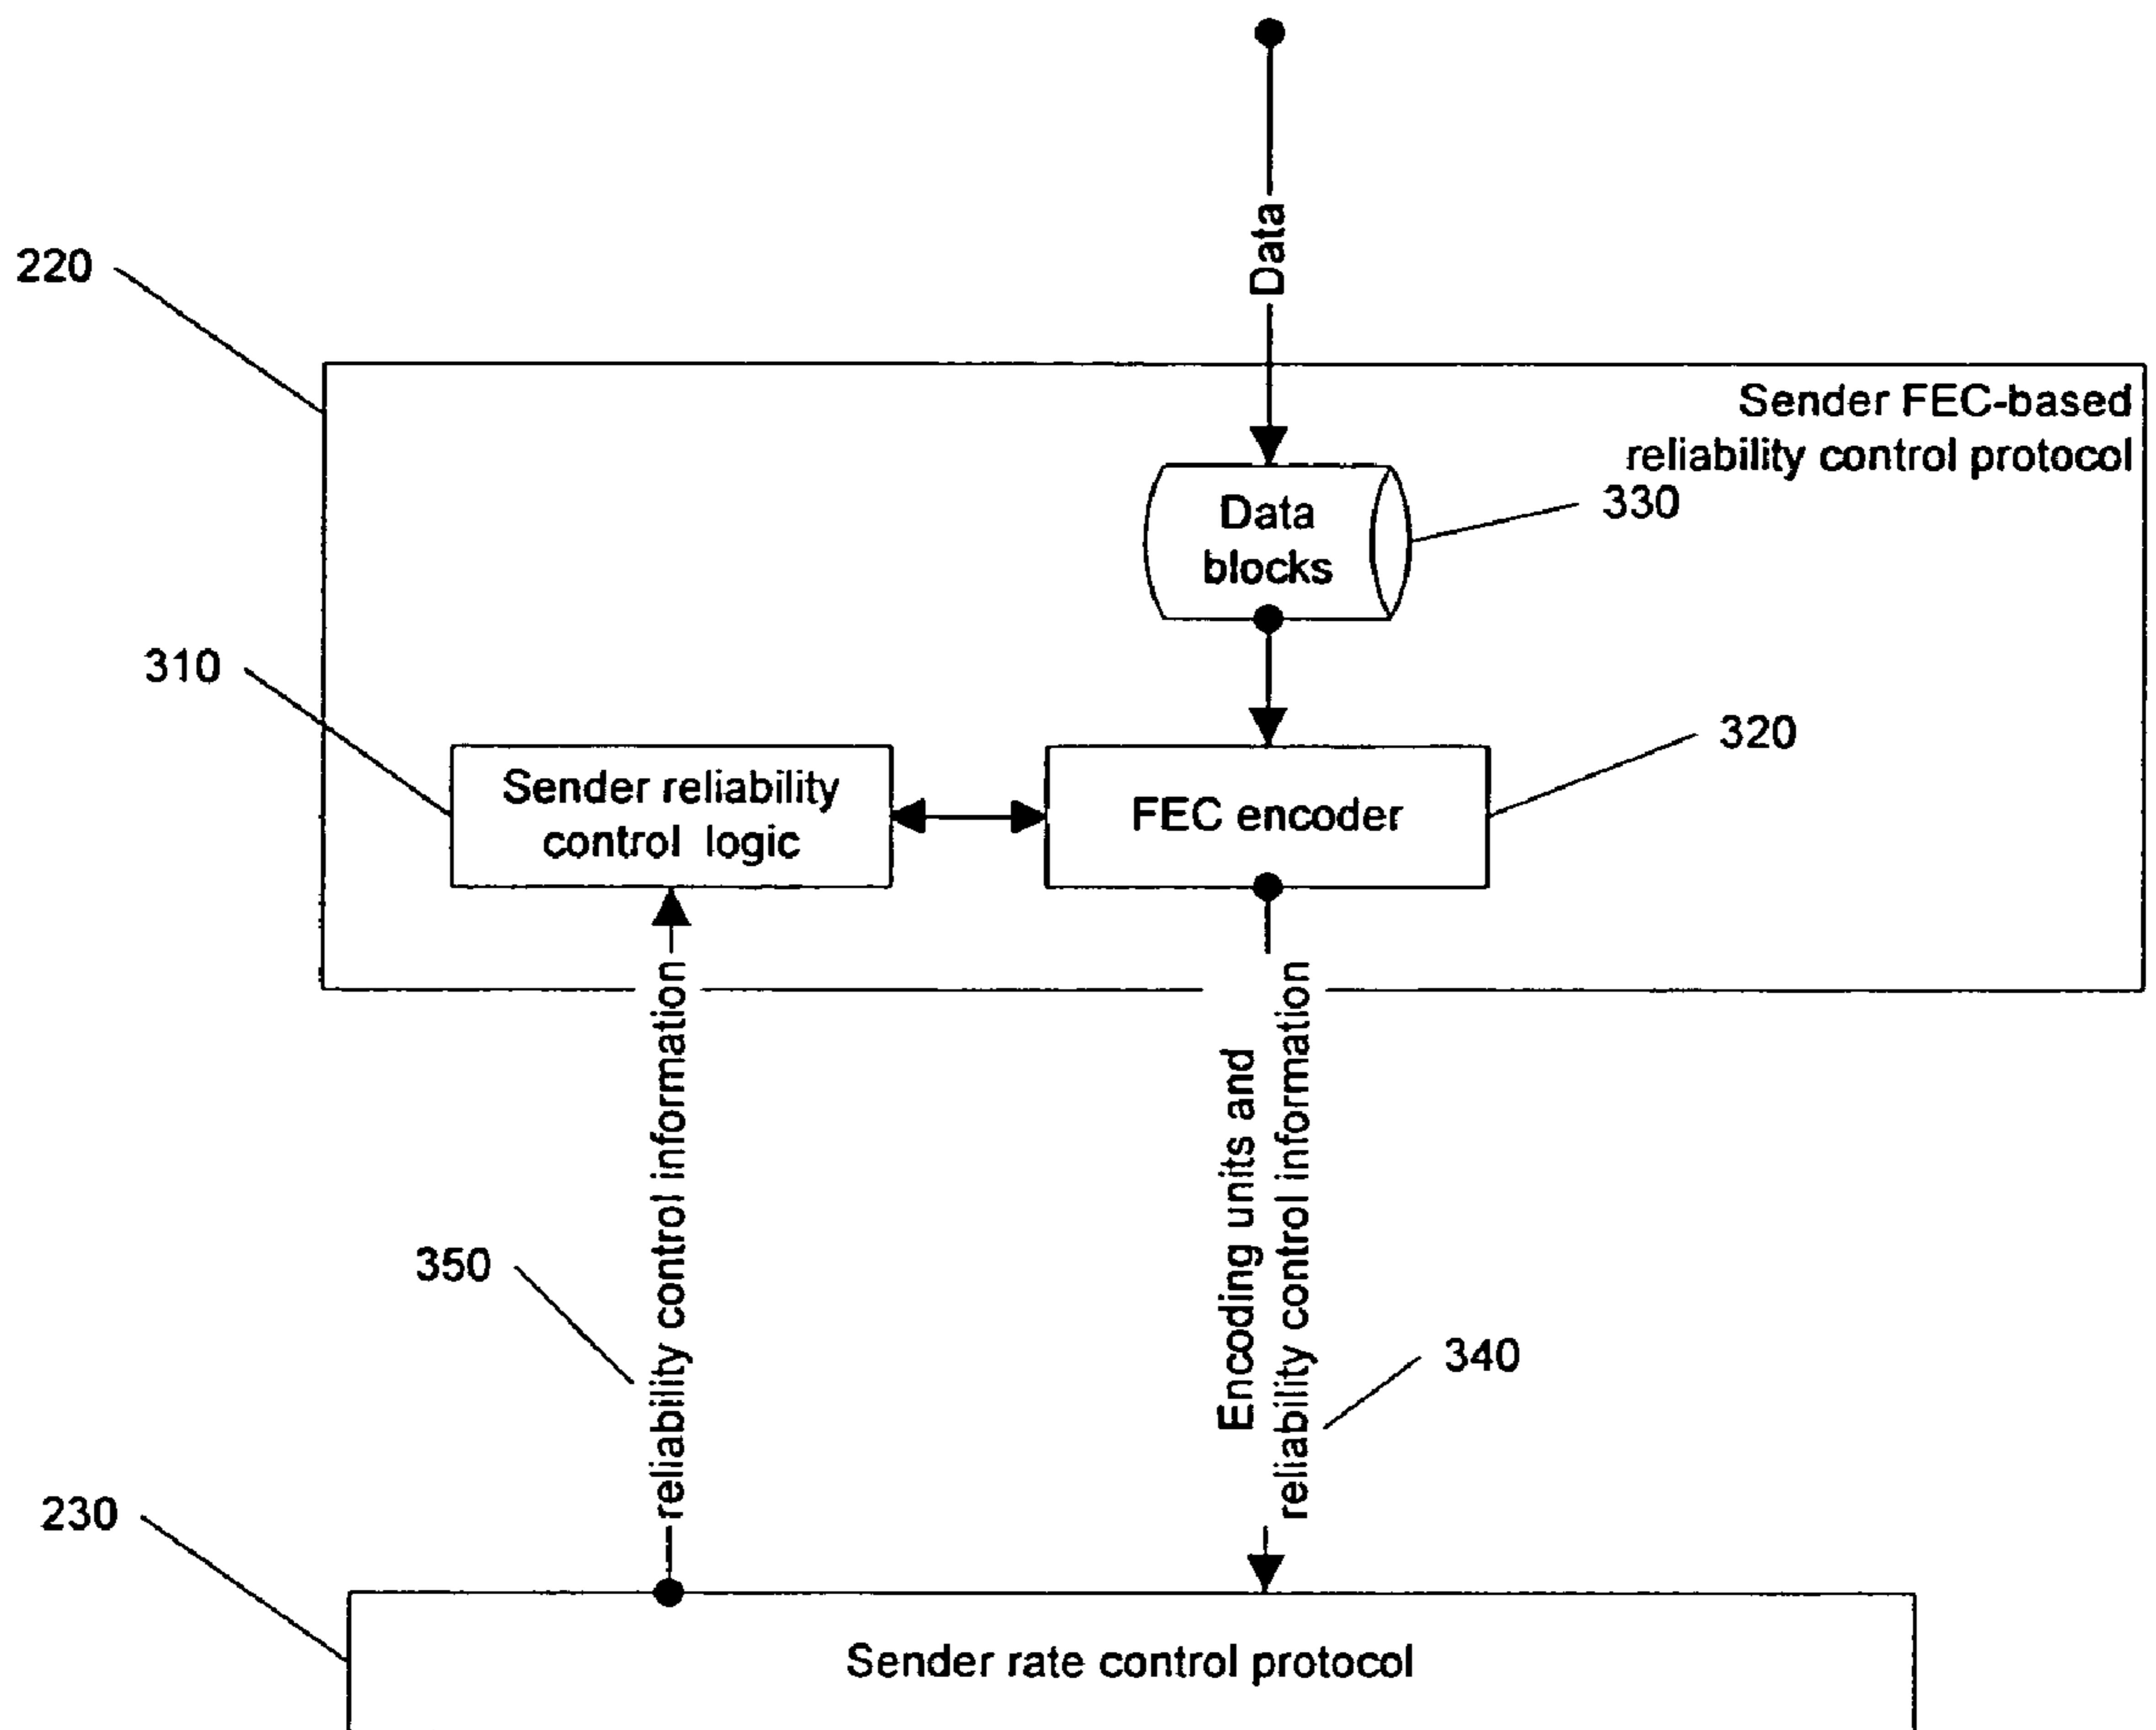 Data
220
Sender FEC-based
reliability control protocol
330
Data
blocks
310
320
Sender reliability
control logic
FEC encoder
reliability control information
Encoding units and
reliability control information
350
340
230
Sender rate control protocol